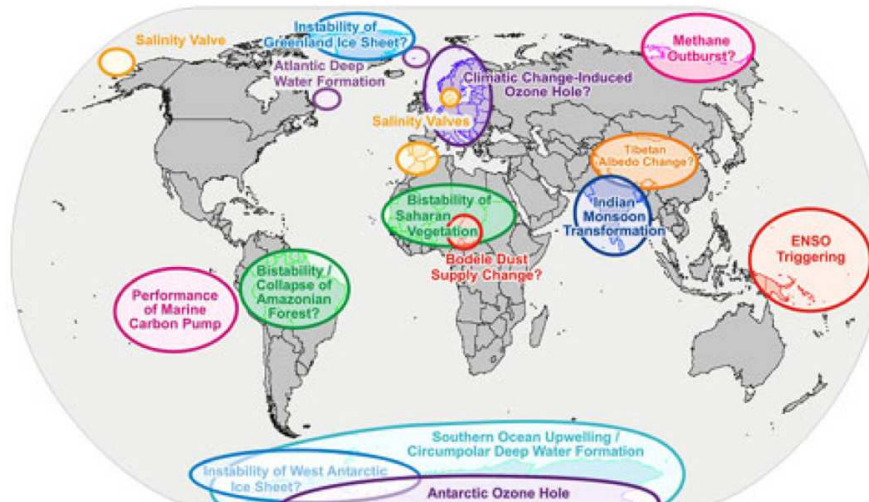 Instability of
Greenland Ice Sheet?
Salinity Valve
Atlantic Deep
Water Formation
Climatic Change-Induced
Ozone Hole?
Methane
Outburst?
Salinity Valves
Tibetan
Albedo Change?
Bistability of
Saharan
Vegetation
Indian
Monsoon
Transformation
Bodele Dust
Supply Change?
ENSO
Triggering
Bistability /
Collapse of
Amazonian
Forest?
Performance
of Marine
Carbon Pump
Southern Ocean Upwelling /
Circumpolar Deep Water Formation
Instability of West Antarctic
Ice Sheet?
Antarctic Ozone Hole